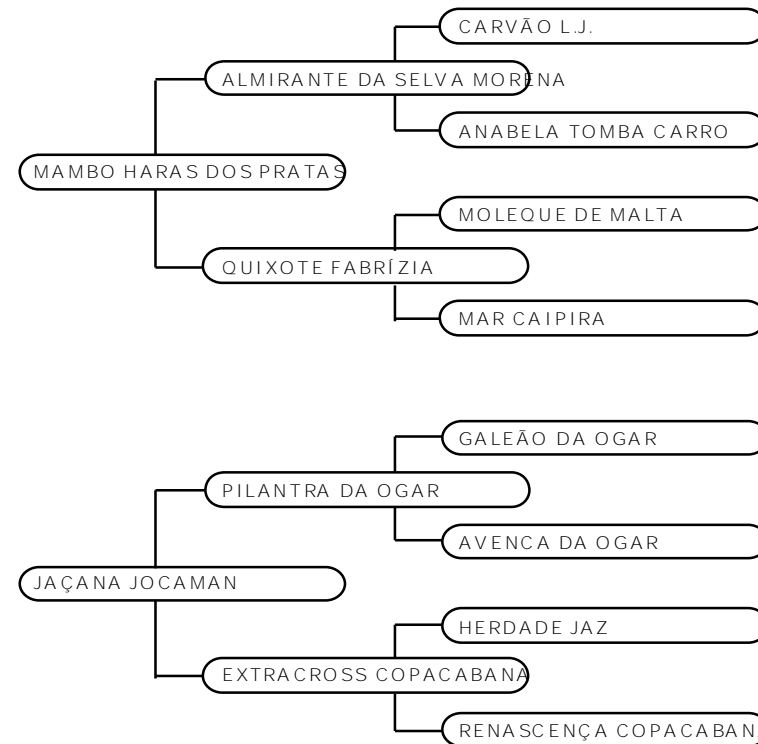 CARVÃO L.J.
ALMIRANTE DA SELVA MORENA
ANABELA TOMBA CARRO
MAMBO HARAS DOS PRATAS
MOLEQUE DE MALTA
QUIXOTE FABRÍZIA
MAR CAIPIRA
GALEÃO DA OGAR
PILANTRA DA OGAR
AVENCA DA OGAR
JAÇANA JOCAMAN
HERDADE JAZ
EXTRACROSS COPACABANA
RENASCENÇA COPACABAN